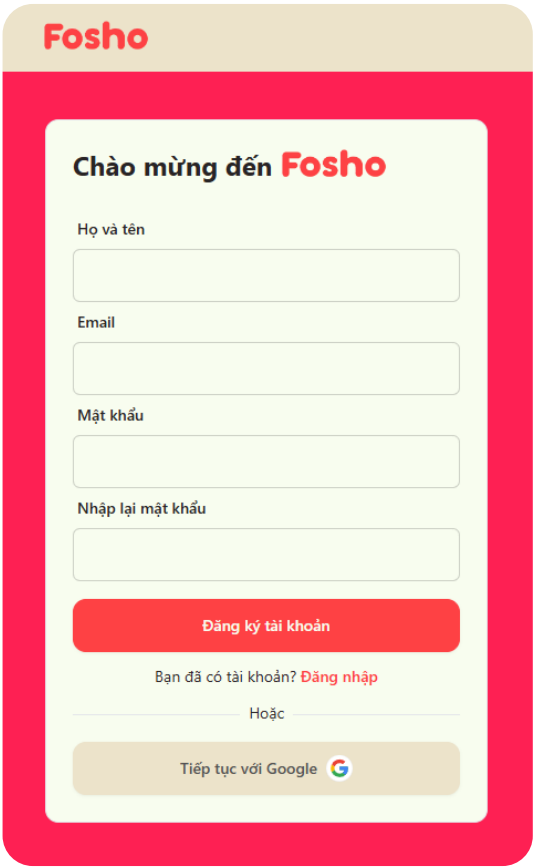 Fosho
Chào mừng đến Fosho
Họ và tên
Email
Mật khẩu
Nhập lại mật khẩu
Đăng ký tài khoản
Bạn đã có tài khoản? Đăng nhập
Hoặc
Tiếp tục với Google